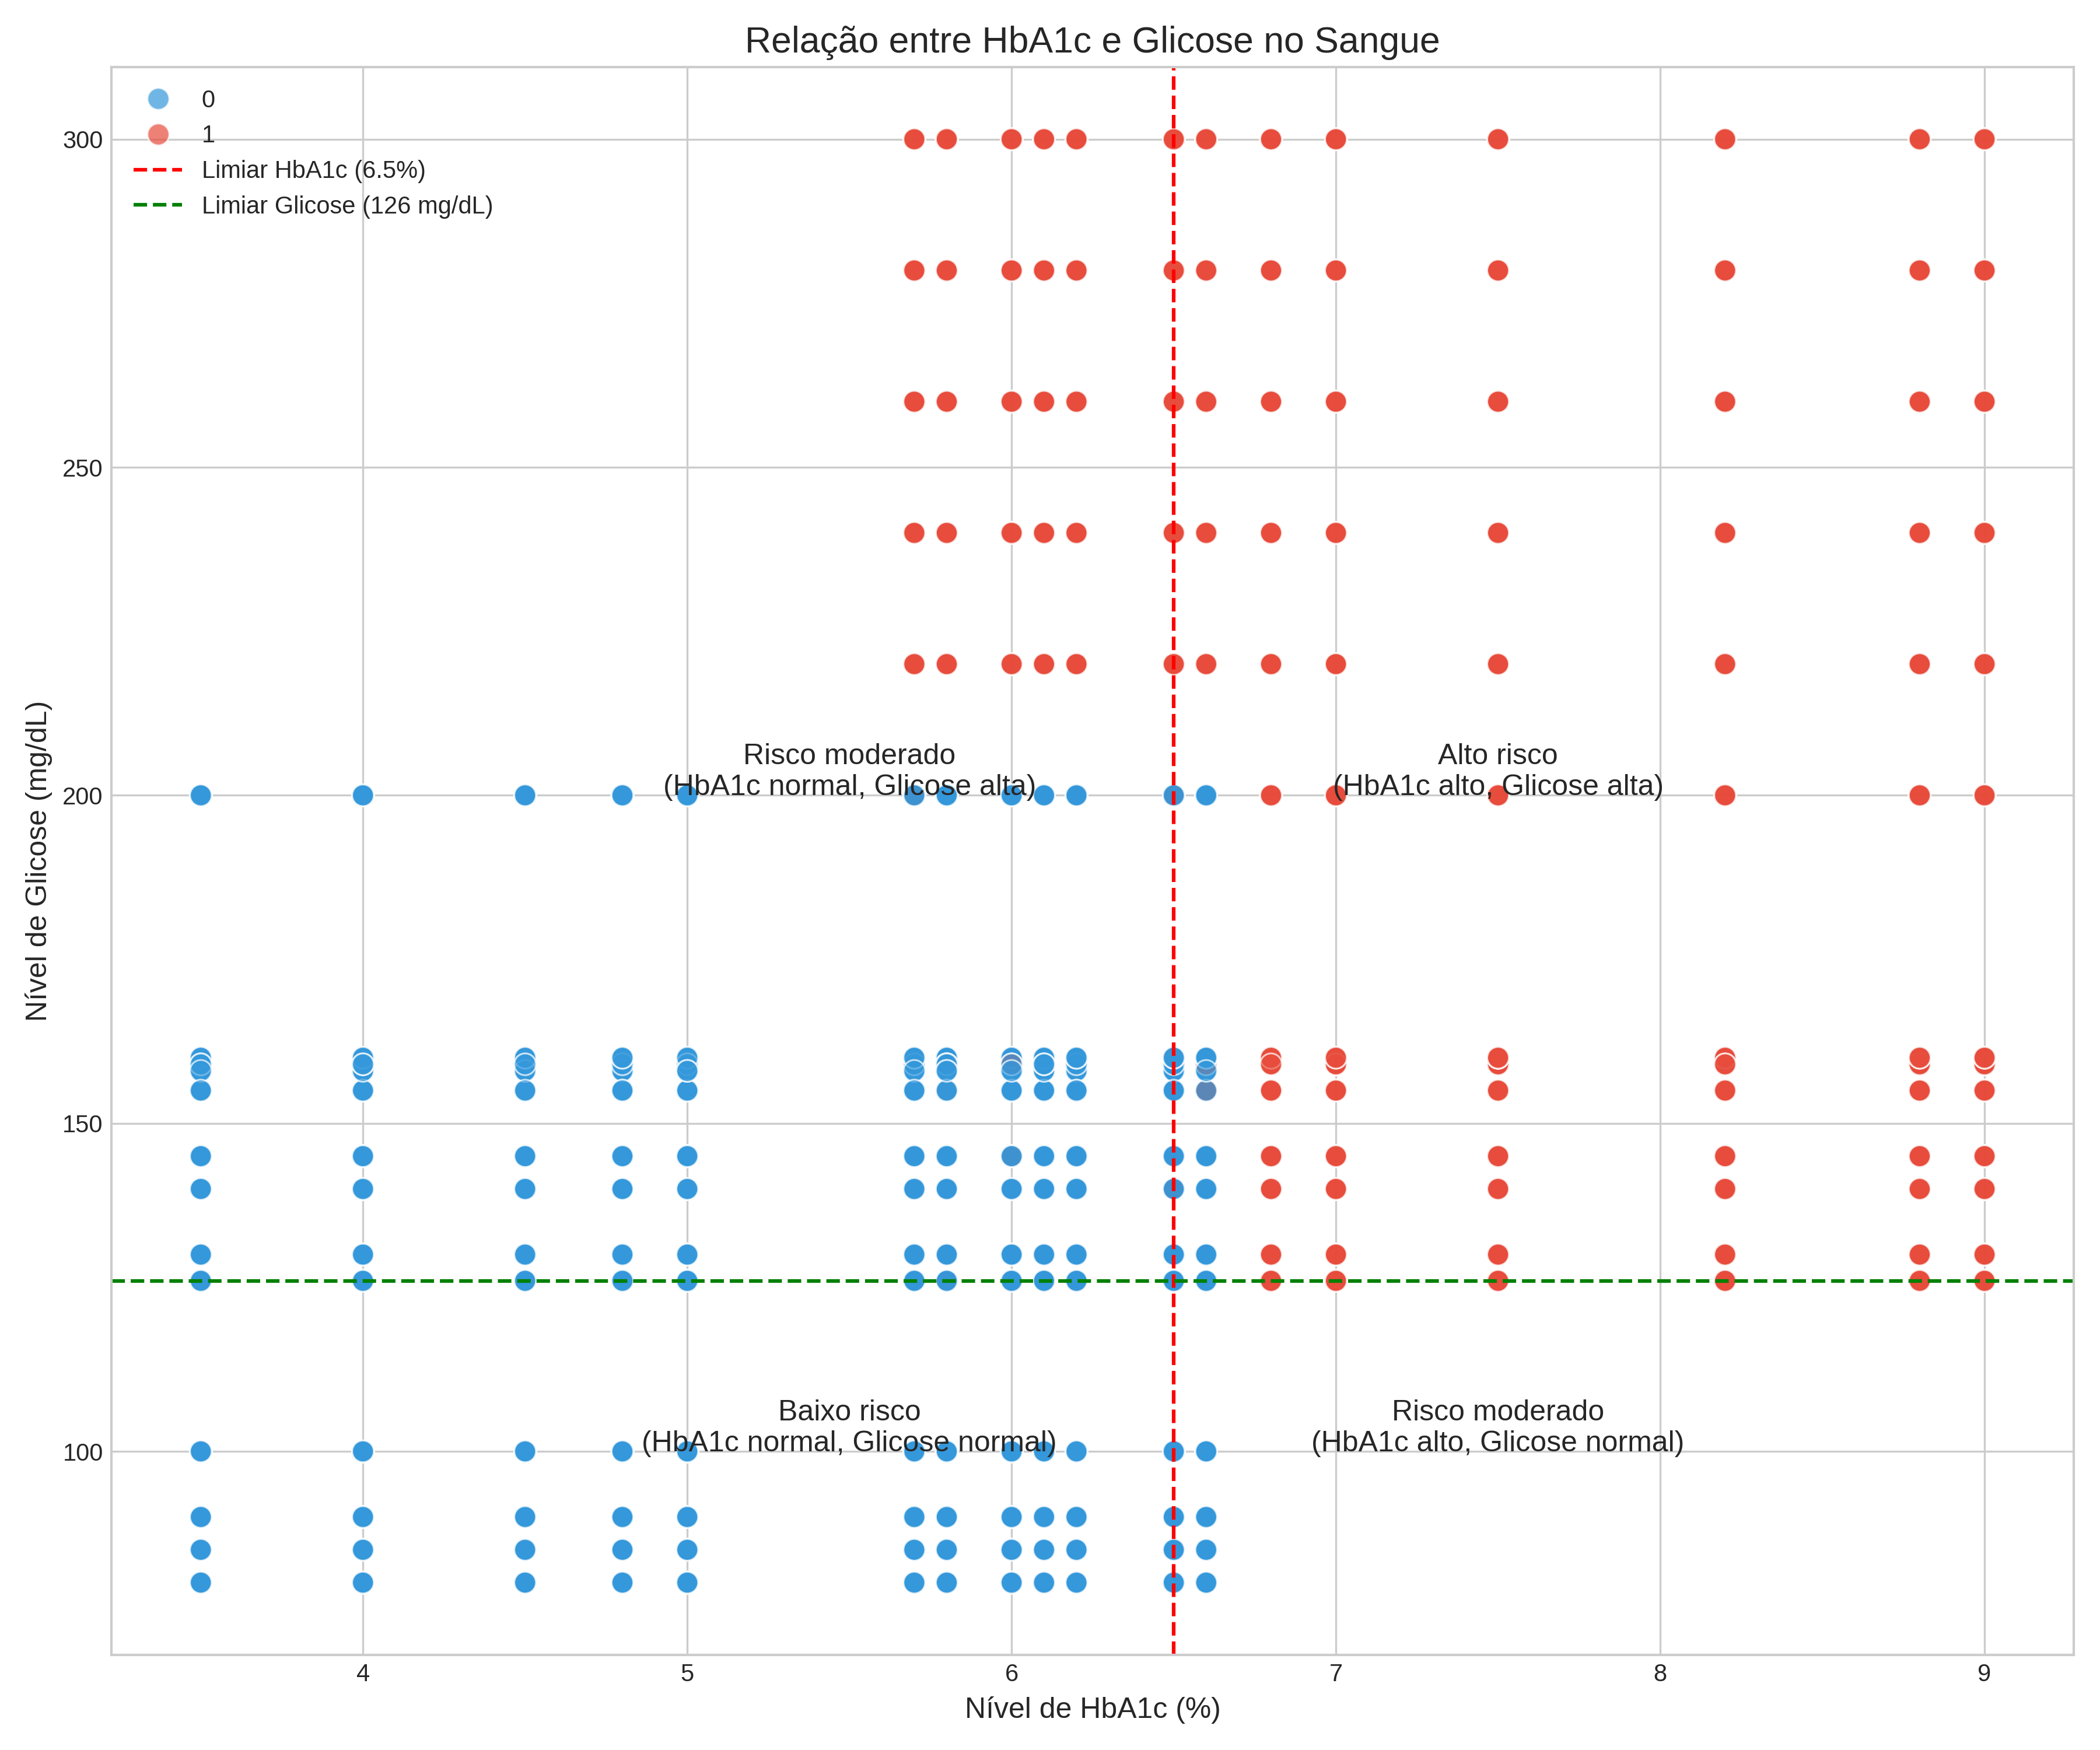 Relação entre HbA1c e Glicose no Sangue
0
1
Limiar HbA1c (6.5%)
Limiar Glicose (126 mg/dL)
300
250
200
150
100
Nível de Glicose (mg/dL)
Risco moderado
(HbA1c normal, Glicose alta)
Alto risco
(HbA1c alto, Glicose alta)
Baixo risco
(HbA1c normal, Glicose normal)
Risco moderado
(HbA1c alto, Glicose normal)
4
5
6
7
8
9
Nível de HbA1c (%)